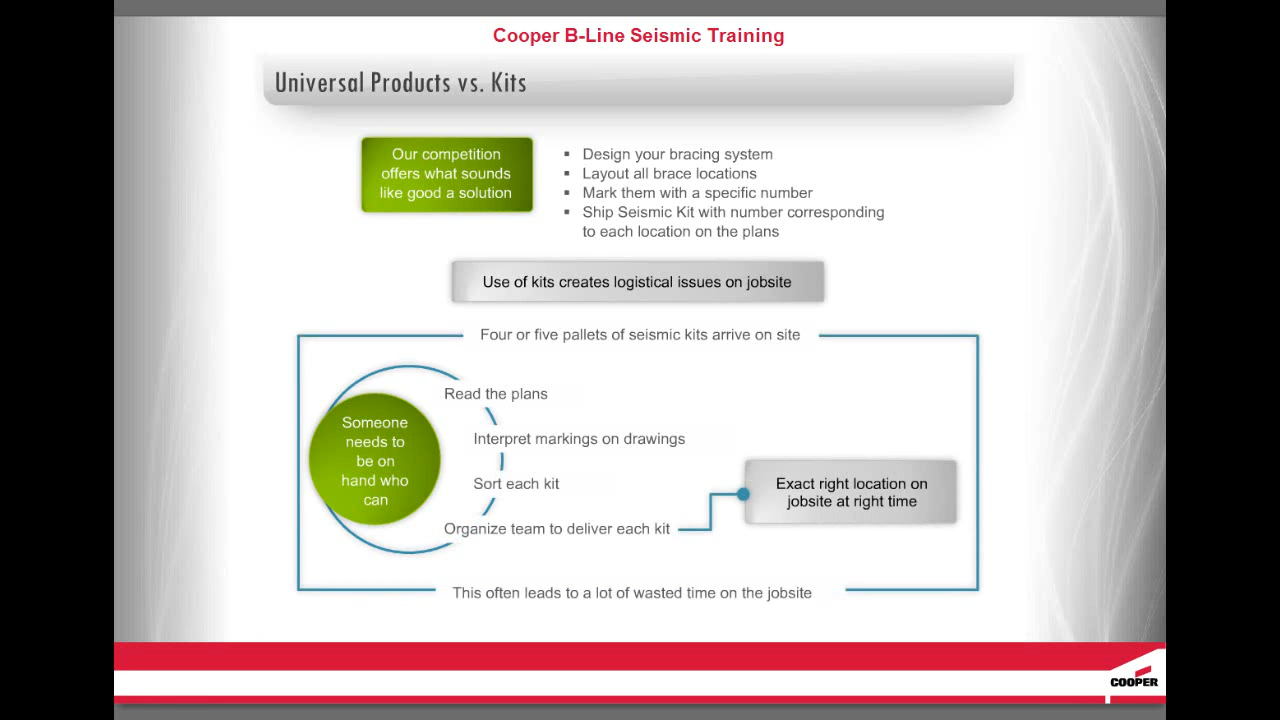 Cooper B-Line Seismic Training
Universal Products vs. Kits
Our competition
offers what sounds
like good a solution
▪ Design your bracing system
▪ Layout all brace locations
▪ Mark them with a specific number
▪ Ship Seismic Kit with number corresponding
to each location on the plans
Use of kits creates logistical issues on jobsite
Four or five pallets of seismic kits arrive on site
Someone
needs to
be on
hand who
can
Read the plans
Interpret markings on drawings
Sort each kit
Organize team to deliver each kit
Exact right location on
jobsite at right time
This often leads to a lot of wasted time on the jobsite
COOPER